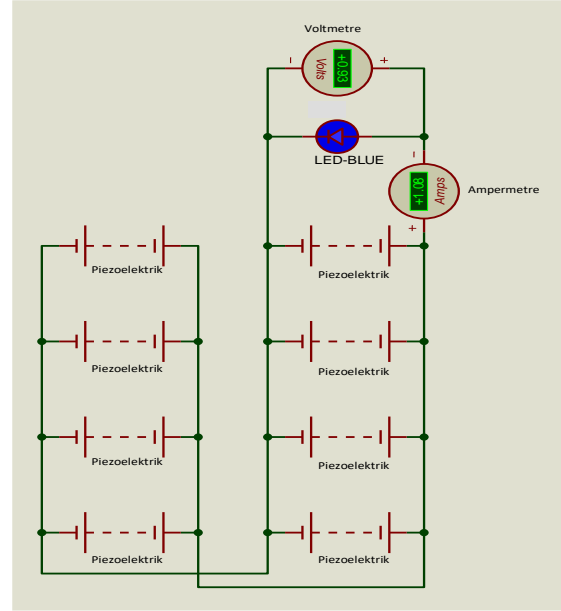 Voltmetre
− +
+0.93
Volts
LED-BLUE
−
+1.08
Amps
Ampermetre
+
Piezoelektrik
Piezoelektrik
Piezoelektrik
Piezoelektrik
Piezoelektrik
Piezoelektrik
Piezoelektrik
Piezoelektrik